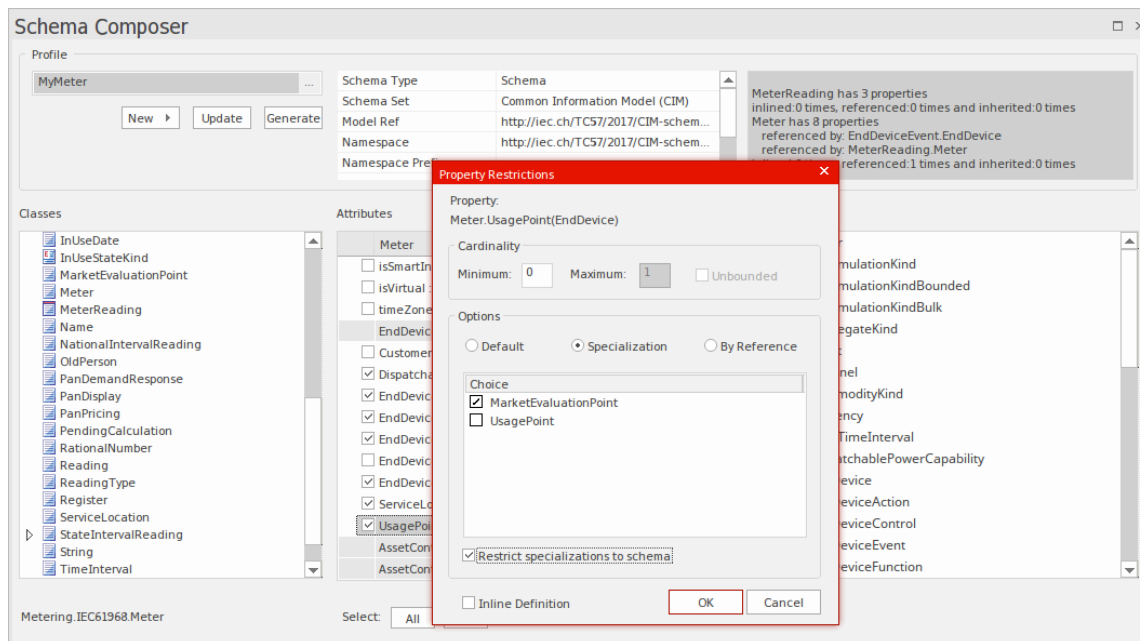 Schema Composer
Profile
MyMeter ...
New Update Generate
Schema Type Schema
Schema Set Common Information Model (CIM)
Model Ref http://iec.ch/TC57/2017/CIM-schem...
Namespace http://iec.ch/TC57/2017/CIM-schem...
Namespace Pref
MeterReading has 3 properties
inlined:0 times, referenced:0 times and inherited:0 times
Meter has 8 properties
referenced by: EndDeviceEvent.EndDevice
referenced by: MeterReading.Meter
referenced:1 times and inherited:0 times
Classes
InUseDate
InUseStateKind
MarketEvaluationPoint
Meter
MeterReading
Name
NationalIntervalReading
OldPerson
PanDemandResponse
PanDisplay
PanPricing
PendingCalculation
RationalNumber
Reading
ReadingType
Register
ServiceLocation
StateIntervalReading
String
TimeInterval
Attributes
Meter
isSmartIn
isVirtual :
timeZone
EndDevic
Customer
Dispatcha
EndDevic
EndDevic
EndDevic
EndDevic
EndDevic
ServiceLo
UsagePoi
AssetCon
AssetCon
Property Restrictions
Property:
Meter.UsagePoint(EndDevice)
Cardinality
Minimum: 0 Maximum: 1 Unbounded
Options
Default Specialization By Reference
Choice
MarketEvaluationPoint
UsagePoint
Restrict specializations to schema
Inline Definition OK Cancel
mulationKind
mulationKindBounded
mulationKindBulk
egateKind
nel
modityKind
ency
TimeInterval
atchablePowerCapability
evice
eviceAction
eviceControl
eviceEvent
eviceFunction
Metering.IEC61968.Meter
Select: All